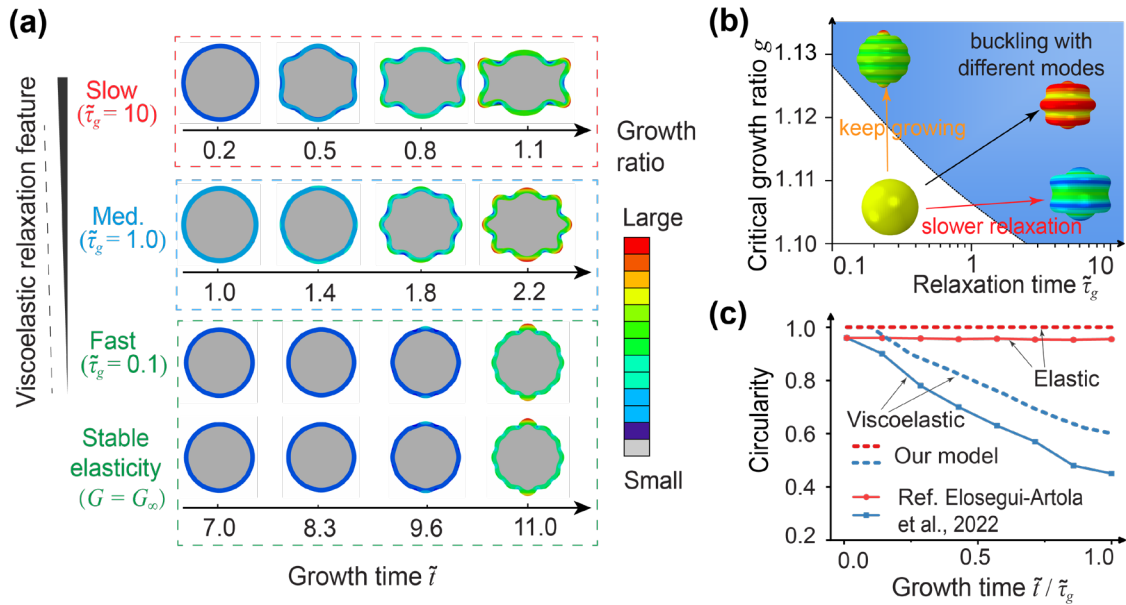 (a)
Viscoelastic relaxation feature
Slow
(τ̃g = 10)
0.2 0.5 0.8 1.1
Med.
(τ̃g = 1.0)
1.0 1.4 1.8 2.2
Fast
(τ̃g = 0.1)
Stable
elasticity
(G = G∞)
7.0 8.3 9.6 11.0
Growth time t̃
Growth
ratio
Large
Small
(b)
Critical growth ratio g
1.13
1.12
1.11
1.10
buckling with
different modes
keep growing
slower relaxation
0.1 1 10
Relaxation time τ̃g
(c)
Circularity
1.0
0.8
0.6
0.4
0.2
Elastic
Viscoelastic
Our model
Ref. Elosegui-Artola
et al., 2022
0.0 0.5 1.0
Growth time t̃ / τ̃g